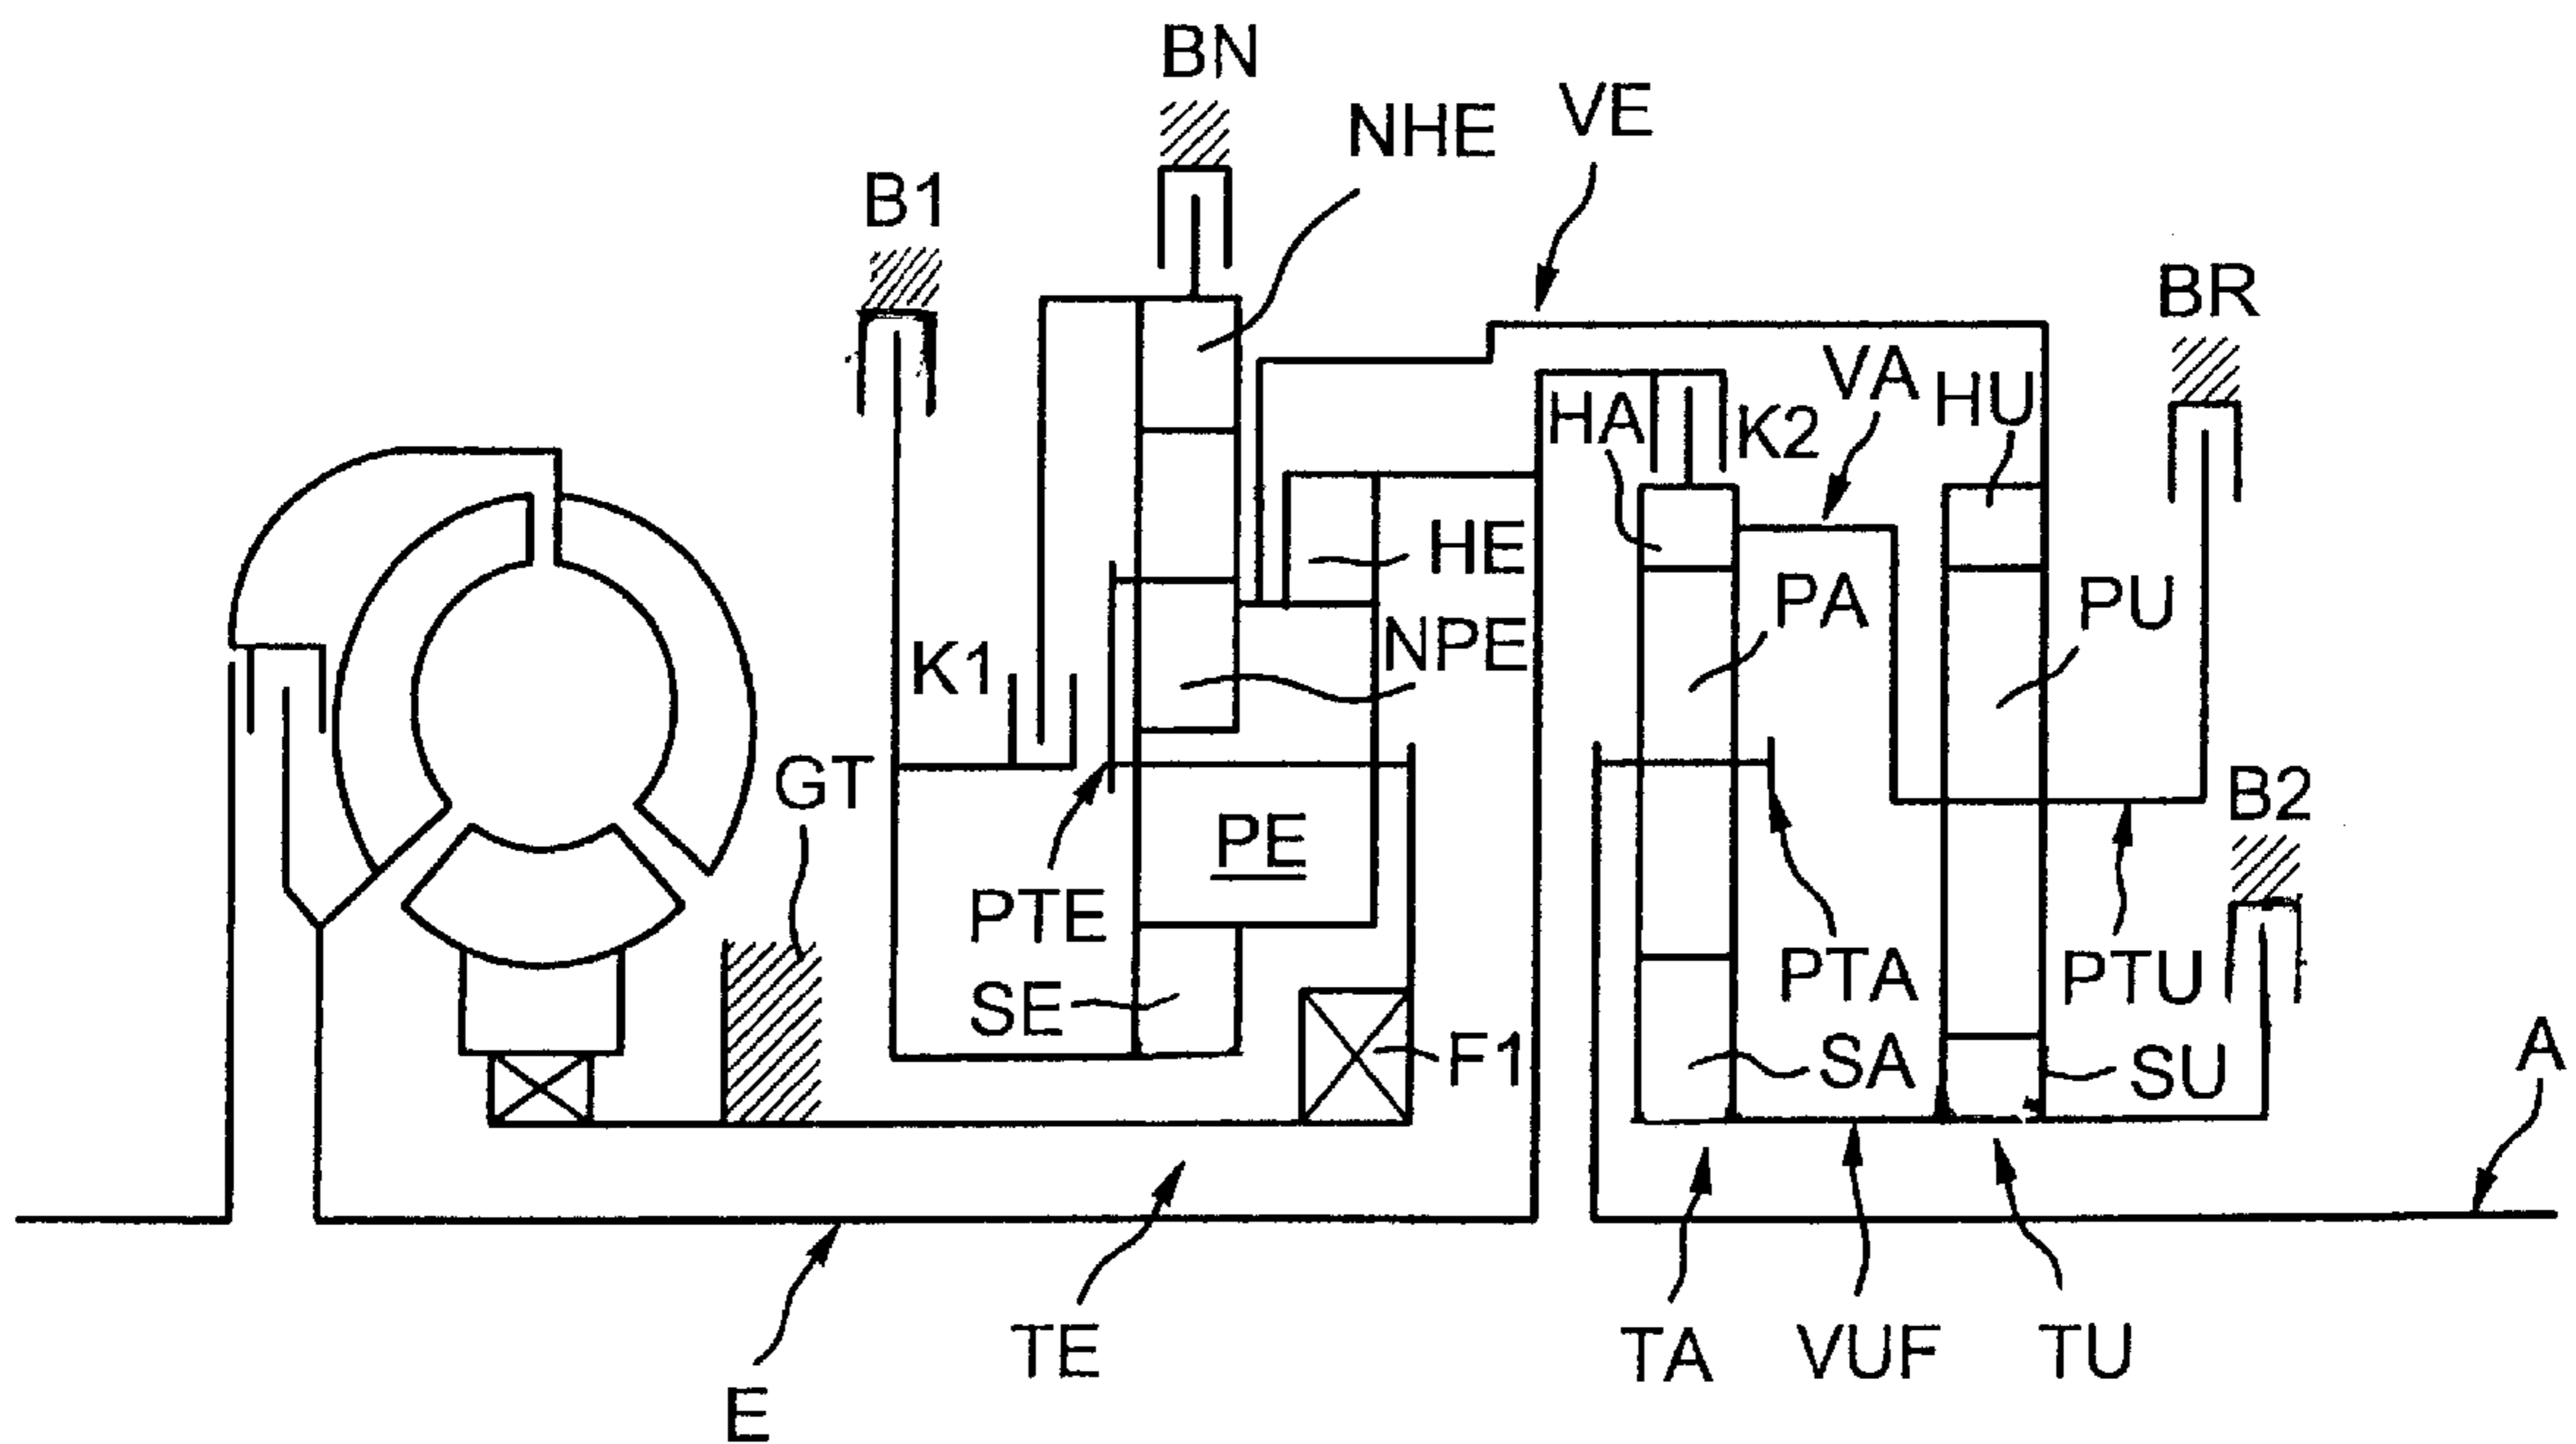 BN
NHE
VE
B1
BR
VA
HA
HU
K2
HE
PA
PU
NPE
K1
GT
B2
PE
PTE
PTA
PTU
SE
F1
SA
SU
A
TE
TA
VUF
TU
E